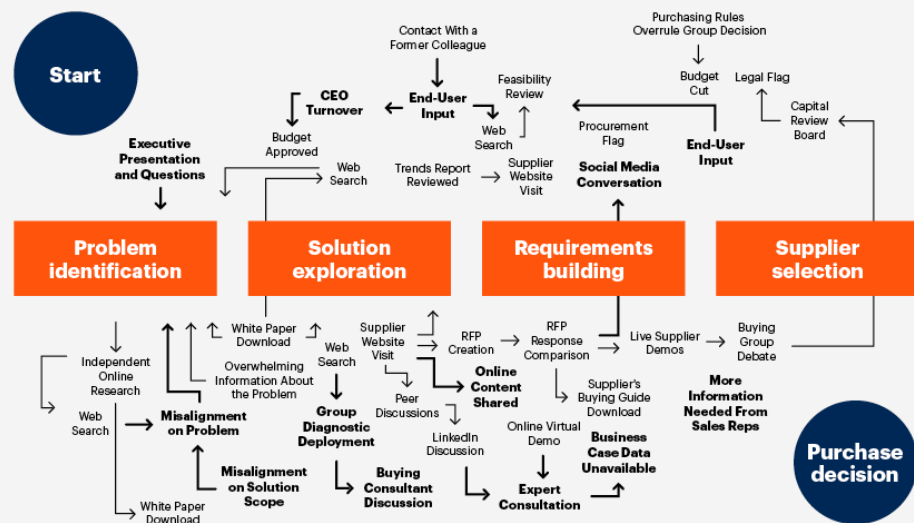 Start
Contact With a
Former Colleague
Purchasing Rules
Overrule Group Decision
CEO
Turnover
End-User
Input
Feasibility
Review
Budget
Cut
Legal Flag
Capital
Review
Board
Budget
Approved
Web
Search
Procurement
Flag
End-User
Input
Executive
Presentation
and Questions
Web
Search
Trends Report
Reviewed
Supplier
Website
Visit
Social Media
Conversation
Problem
identification
Solution
exploration
Requirements
building
Supplier
selection
White Paper
Download
Web
Search
Supplier
Website
Visit
RFP
Creation
RFP
Response
Comparison
Live Supplier
Demos
Buying
Group
Debate
Independent
Online
Research
Overwhelming
Information About
the Problem
Online
Content
Shared
Peer
Discussions
Supplier's
Buying Guide
Download
More
Information
Needed From
Sales Reps
Web
Search
Misalignment
on Problem
Group
Diagnostic
Deployment
LinkedIn
Discussion
Online Virtual
Demo
Business
Case Data
Unavailable
Misalignment
on Solution
Scope
Buying
Consultant
Discussion
Expert
Consultation
White Paper
Download
Purchase
decision